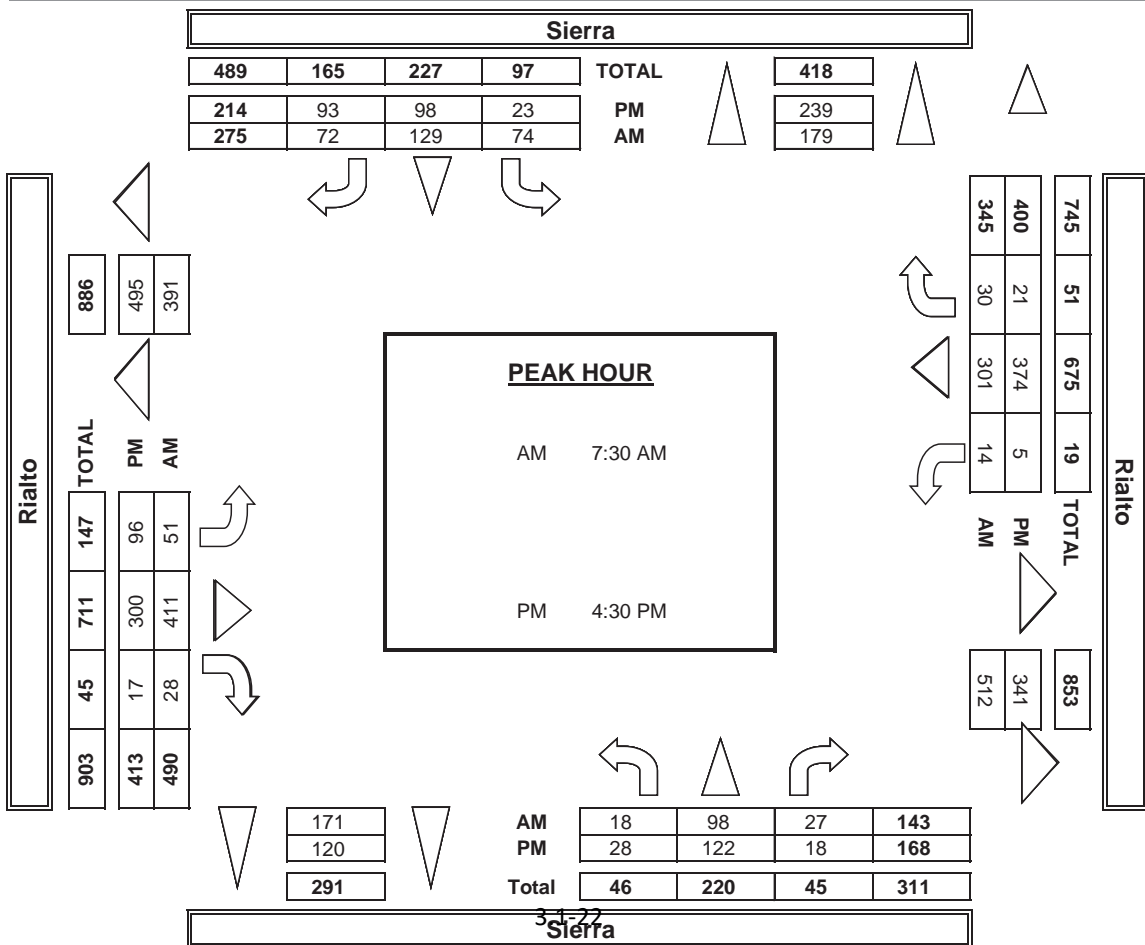 Sierra
489 165 227 97 TOTAL 418
214 93 98 23 PM 239
275 72 129 74 AM 179
Rialto
886
495
391
TOTAL PM AM
147 96 51
711 300 411
45 17 28
903 413 490
PEAK HOUR
AM 7:30 AM
PM 4:30 PM
345 400 745
30 21 51
301 374 675
14 5 19
AM PM TOTAL
512 341 853
Rialto
171 AM 18 98 27 143
120 PM 28 122 18 168
291 Total 46 220 45 311
3.1-22
Sierra